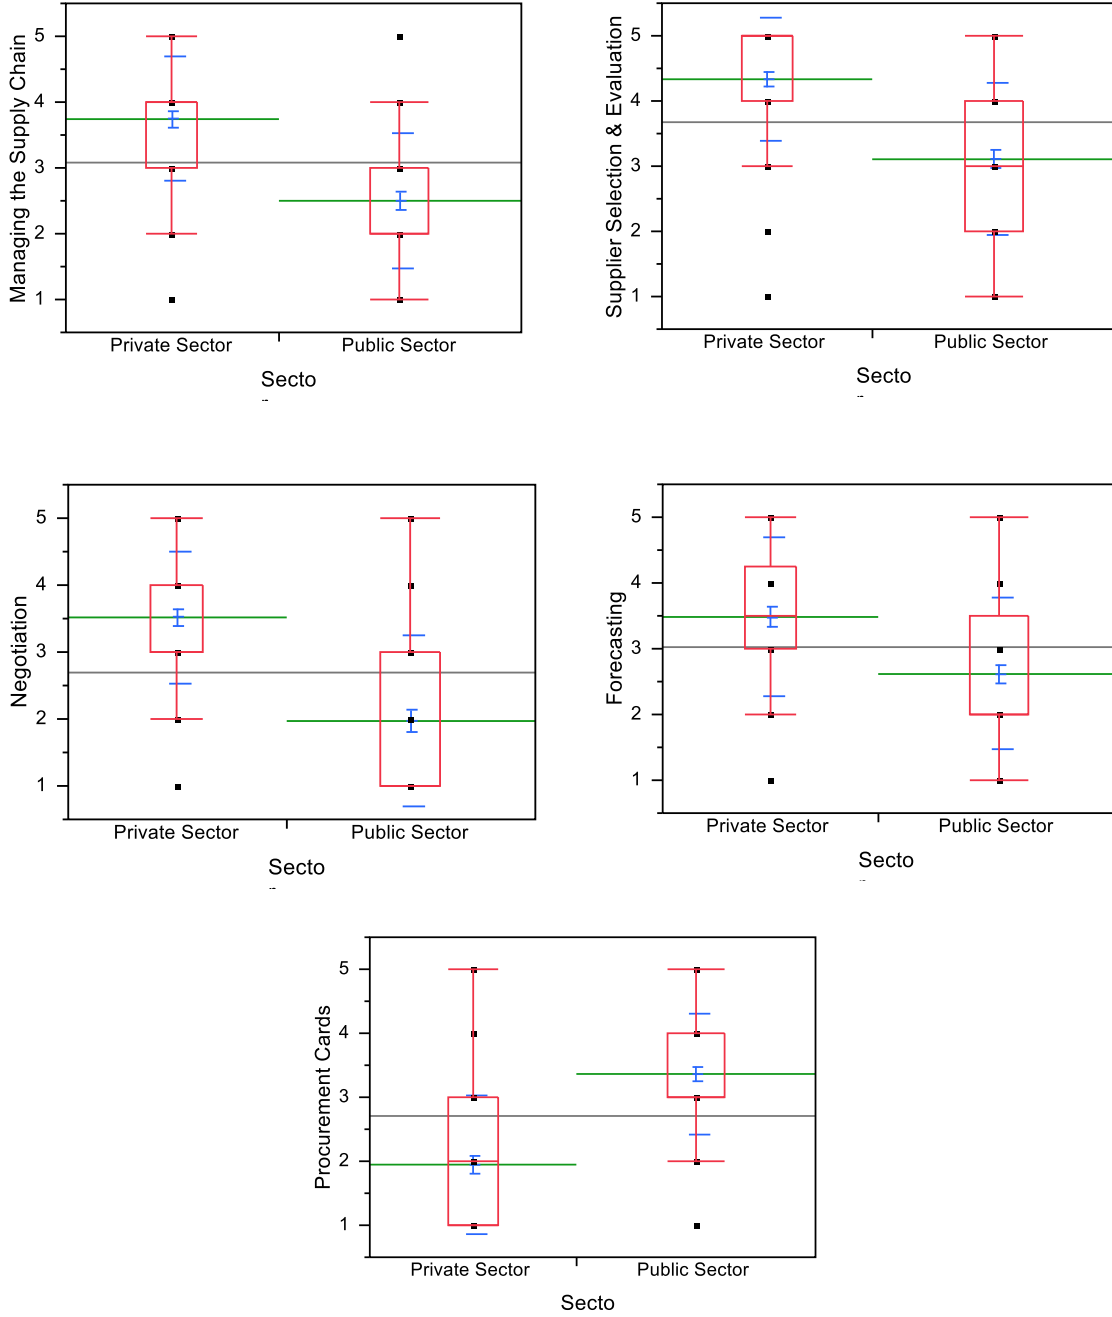 Managing the Supply Chain
5
4
3
2
1
Private Sector Public Sector
Secto
r
Supplier Selection & Evaluation
5
4
3
2
1
Private Sector Public Sector
Secto
r
Negotiation
5
4
3
2
1
Private Sector Public Sector
Secto
r
Forecasting
5
4
3
2
1
Private Sector Public Sector
Secto
r
Procurement Cards
5
4
3
2
1
Private Sector Public Sector
Secto